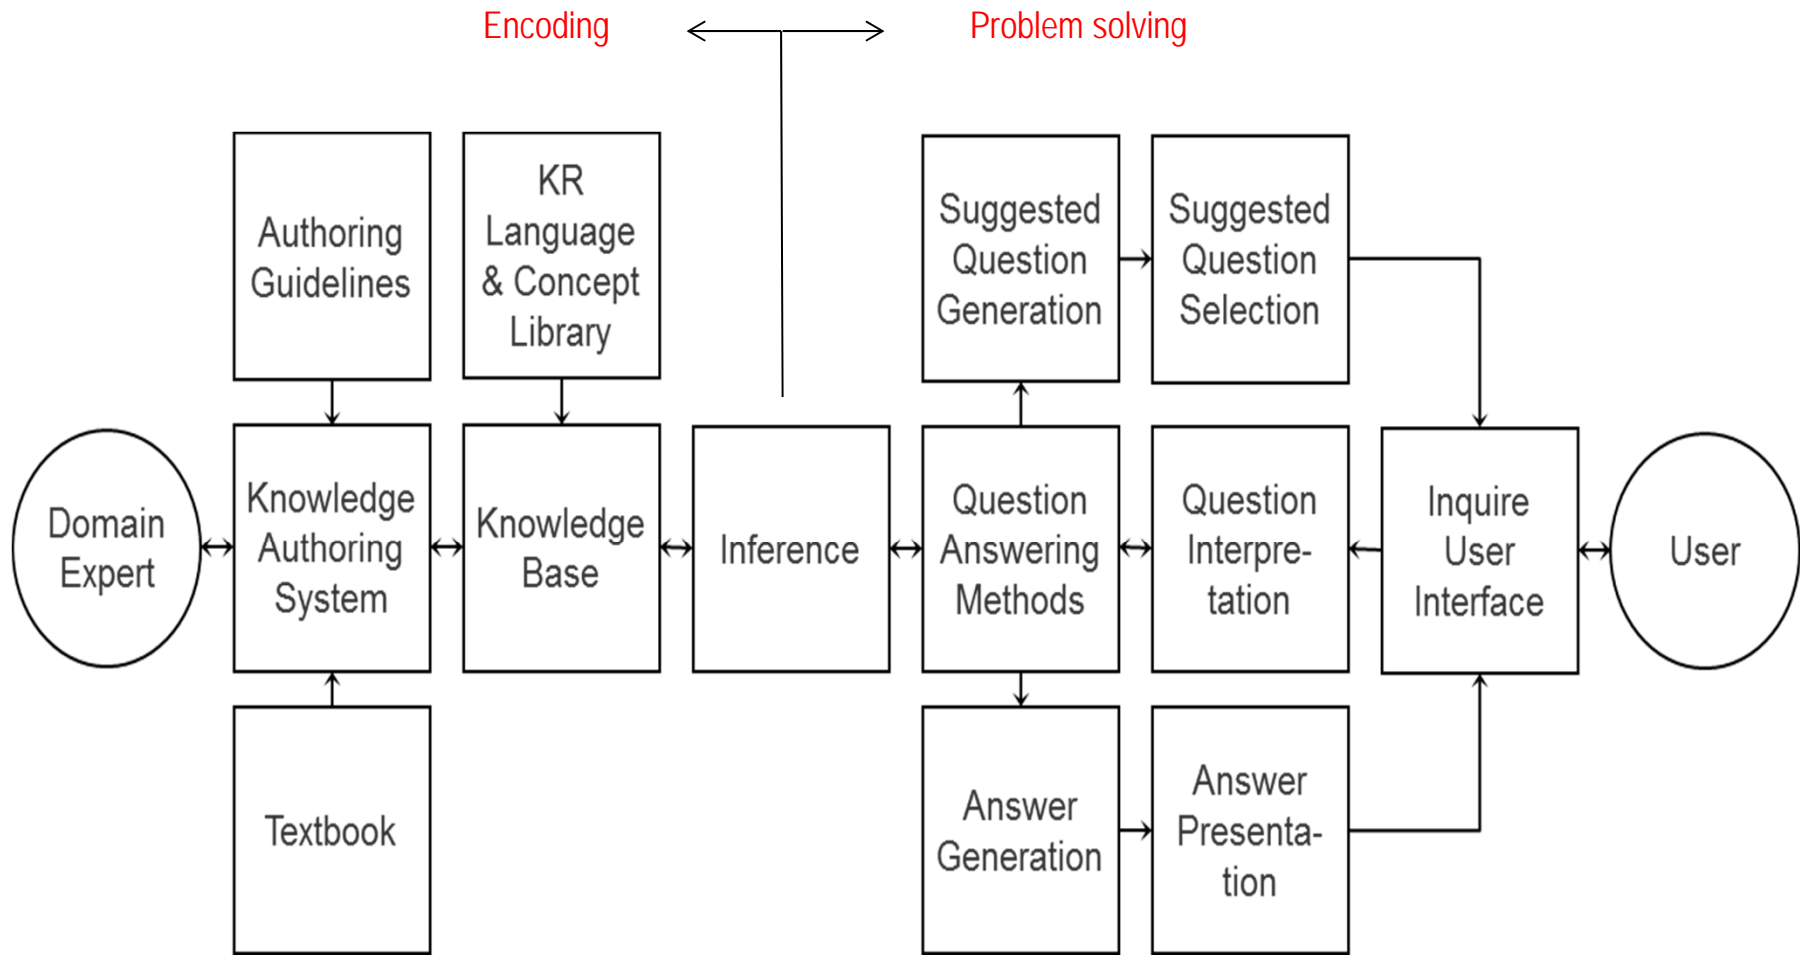 Encoding
Problem solving
Authoring
Guidelines
KR
Language
& Concept
Library
Suggested
Question
Generation
Suggested
Question
Selection
Domain
Expert
Knowledge
Authoring
System
Knowledge
Base
Inference
Question
Answering
Methods
Question
Interpre-
tation
Inquire
User
Interface
User
Textbook
Answer
Generation
Answer
Presenta-
tion